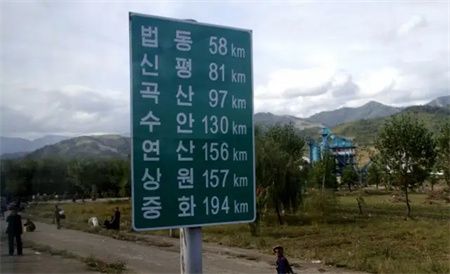 법동 58 km
신평 81 km
곡산 97 km
수안 130 km
연산 156 km
상원 157 km
중화 194 km